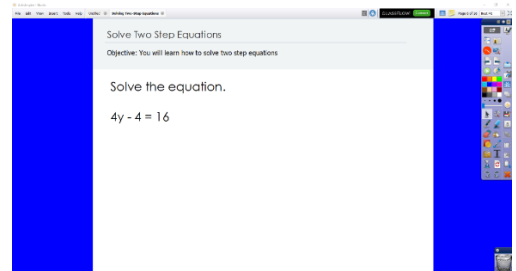 Solve Two Step Equations
Objective: You will learn how to solve two step equations
Solve the equation.
4y - 4 = 16